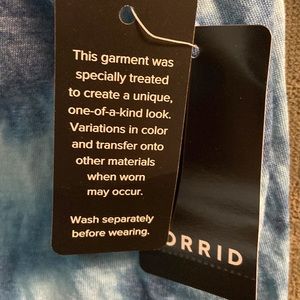 This garment was
specially treated
to create a unique,
one-of-a-kind look.
Variations in color
and transfer onto
other materials
when worn
may occur.
Wash separately
before wearing.
ORRID